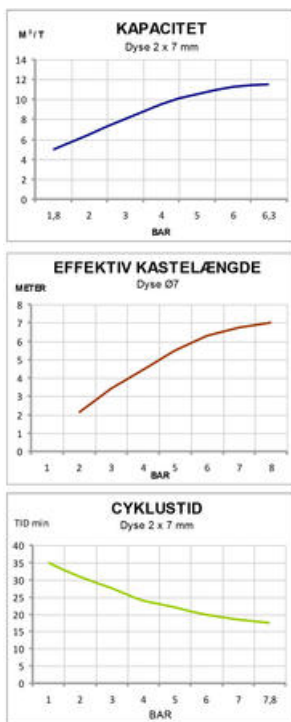 KAPACITET
M³/T
Dyse 2 x 7 mm
14
12
10
8
6
4
2
0
1,8 2 3 4 5 6 6,3
BAR
EFFEKTIV KASTELÆNGDE
METER
Dyse Ø7
8
7
6
5
4
3
2
1
0
1 2 3 4 5 6 7 8
BAR
CYKLUSTID
TID min
Dyse 2 x 7 mm
40
35
30
25
20
15
10
5
0
1 2 3 4 5 6 7 7,8
BAR